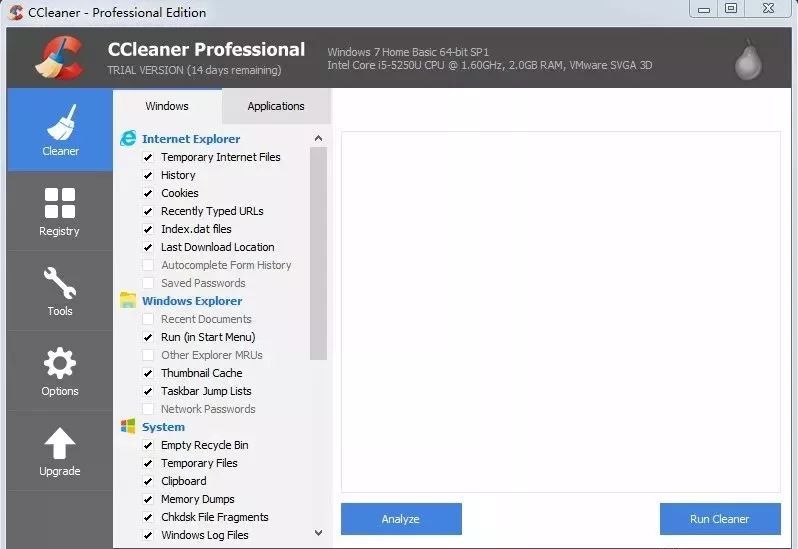 CCleaner - Professional Edition
CCleaner Professional
TRIAL VERSION (14 days remaining)
Windows 7 Home Basic 64-bit SP1
Intel Core i5-5250U CPU @ 1.60GHz, 2.0GB RAM, VMware SVGA 3D
Cleaner
Registry
Tools
Options
Upgrade
Windows
Applications
Internet Explorer
Temporary Internet Files
History
Cookies
Recently Typed URLs
Index.dat files
Last Download Location
Autocomplete Form History
Saved Passwords
Windows Explorer
Recent Documents
Run (in Start Menu)
Other Explorer MRUs
Thumbnail Cache
Taskbar Jump Lists
Network Passwords
System
Empty Recycle Bin
Temporary Files
Clipboard
Memory Dumps
Chkdsk File Fragments
Windows Log Files
Analyze
Run Cleaner